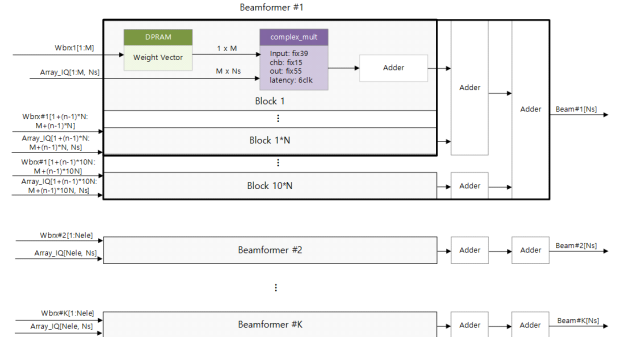 Beamformer #1
DPRAM
Weight Vector
Wbrx1[1:M]
1 x M
Array_IQ[1:M, Ns]
M x Ns
complex_mult
Input: fix39
chb: fix15
out: fix55
latency: 6clk
Adder
Block 1
⋮
Wbrx#1[1+(n-1)*N:
M+(n-1)*N]
Array_IQ[1+(n-1)*N:
M+(n-1)*N, Ns]
Block 1*N
⋮
Wbrx#1[1+(n-1)*10N:
M+(n-1)*10N]
Array_IQ[1+(n-1)*10N:
M+(n-1)*10N, Ns]
Block 10*N
Adder
Adder
Adder
Beam#1[Ns]
Wbrx#2[1:Nele]
Array_IQ[Nele, Ns]
Beamformer #2
Adder
Adder
Beam#2[Ns]
⋮
Wbrx#K[1:Nele]
Array_IQ[Nele, Ns]
Beamformer #K
Adder
Adder
Beam#K[Ns]